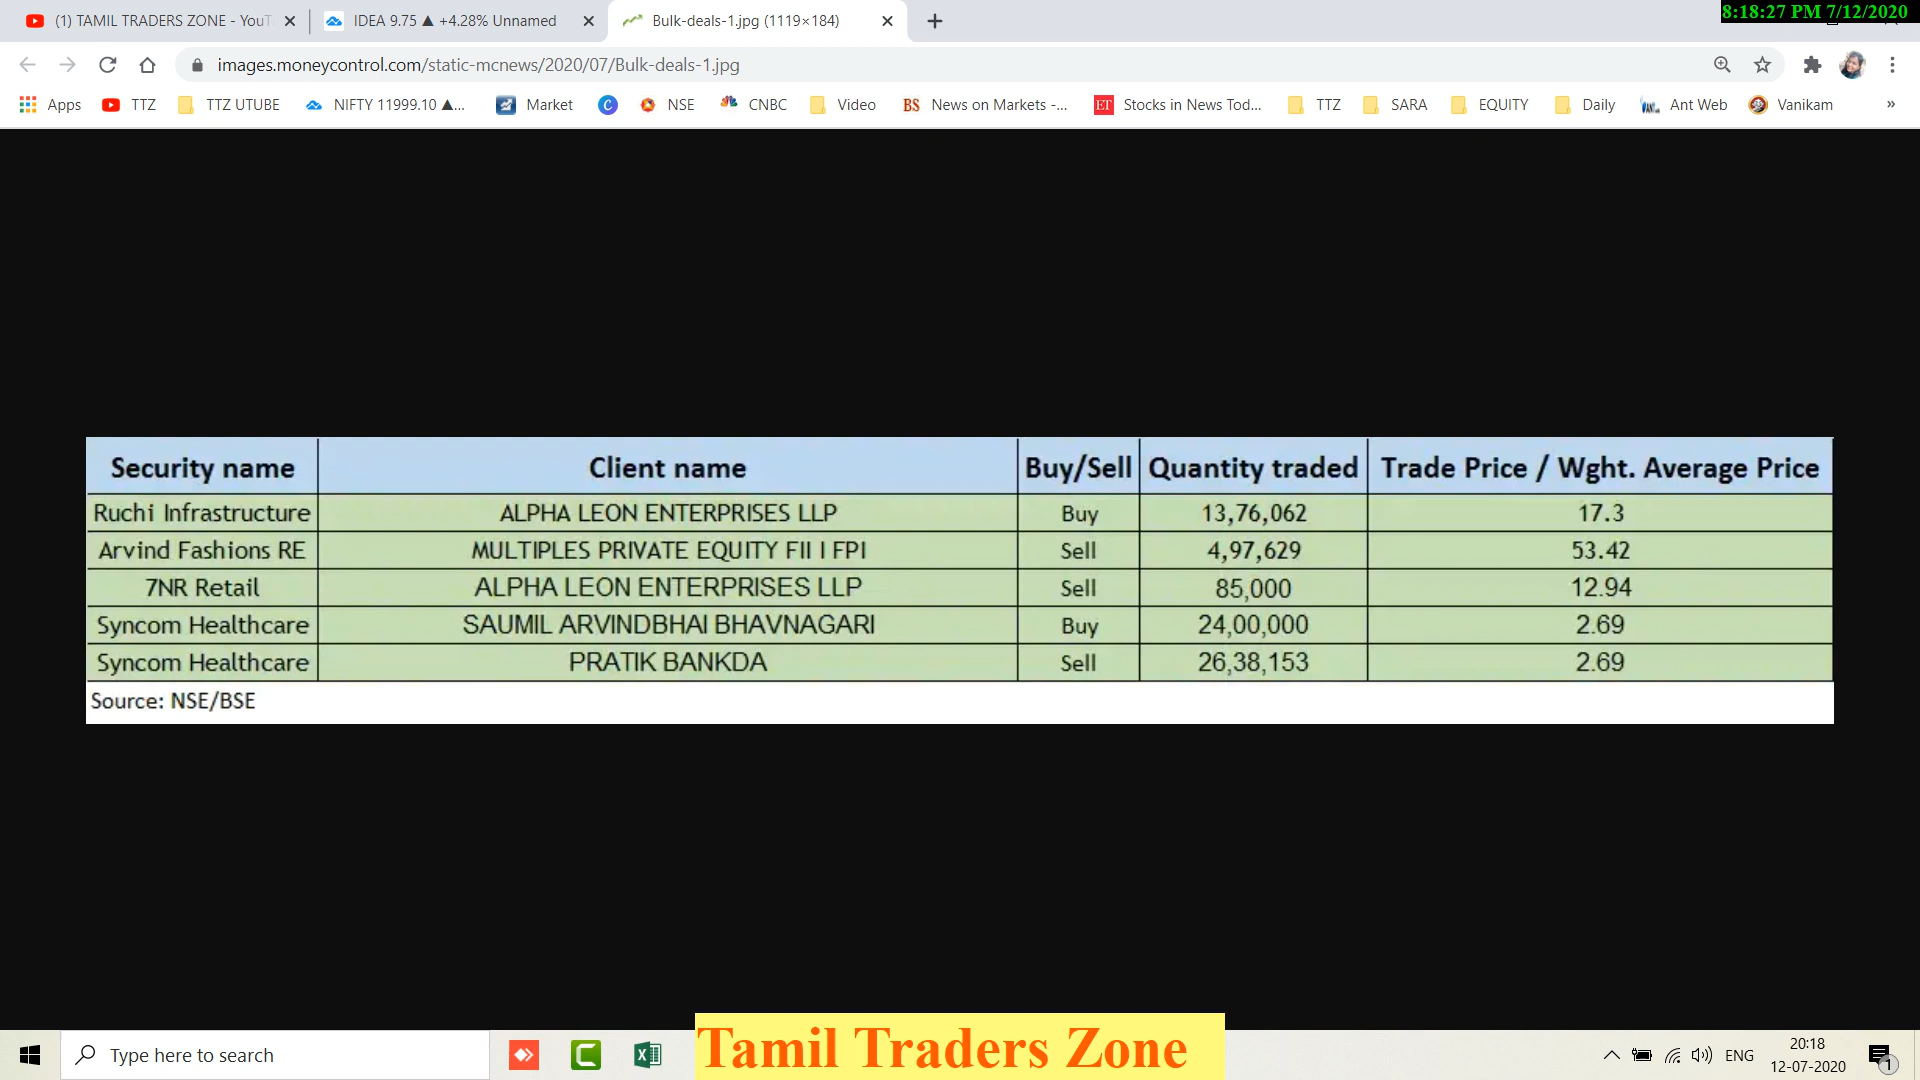 8:18:27 PM 7/12/2020
(1) TAMIL TRADERS ZONE - YouT
IDEA 9.75 ▲ +4.28% Unnamed
Bulk-deals-1.jpg (1119×184)
images.moneycontrol.com/static-mcnews/2020/07/Bulk-deals-1.jpg
Apps TTZ TTZ UTUBE NIFTY 11999.10 ▲... Market C NSE CNBC Video BS News on Markets -... ET Stocks in News Tod... TTZ SARA EQUITY Daily Ant Web Vanikam »
Security name Client name Buy/Sell Quantity traded Trade Price / Wght. Average Price
Ruchi Infrastructure ALPHA LEON ENTERPRISES LLP Buy 13,76,062 17.3
Arvind Fashions RE MULTIPLES PRIVATE EQUITY FII I FPI Sell 4,97,629 53.42
7NR Retail ALPHA LEON ENTERPRISES LLP Sell 85,000 12.94
Syncom Healthcare SAUMIL ARVINDBHAI BHAVNAGARI Buy 24,00,000 2.69
Syncom Healthcare PRATIK BANKDA Sell 26,38,153 2.69
Source: NSE/BSE
Type here to search
Tamil Traders Zone
ENG
20:18
12-07-2020
1